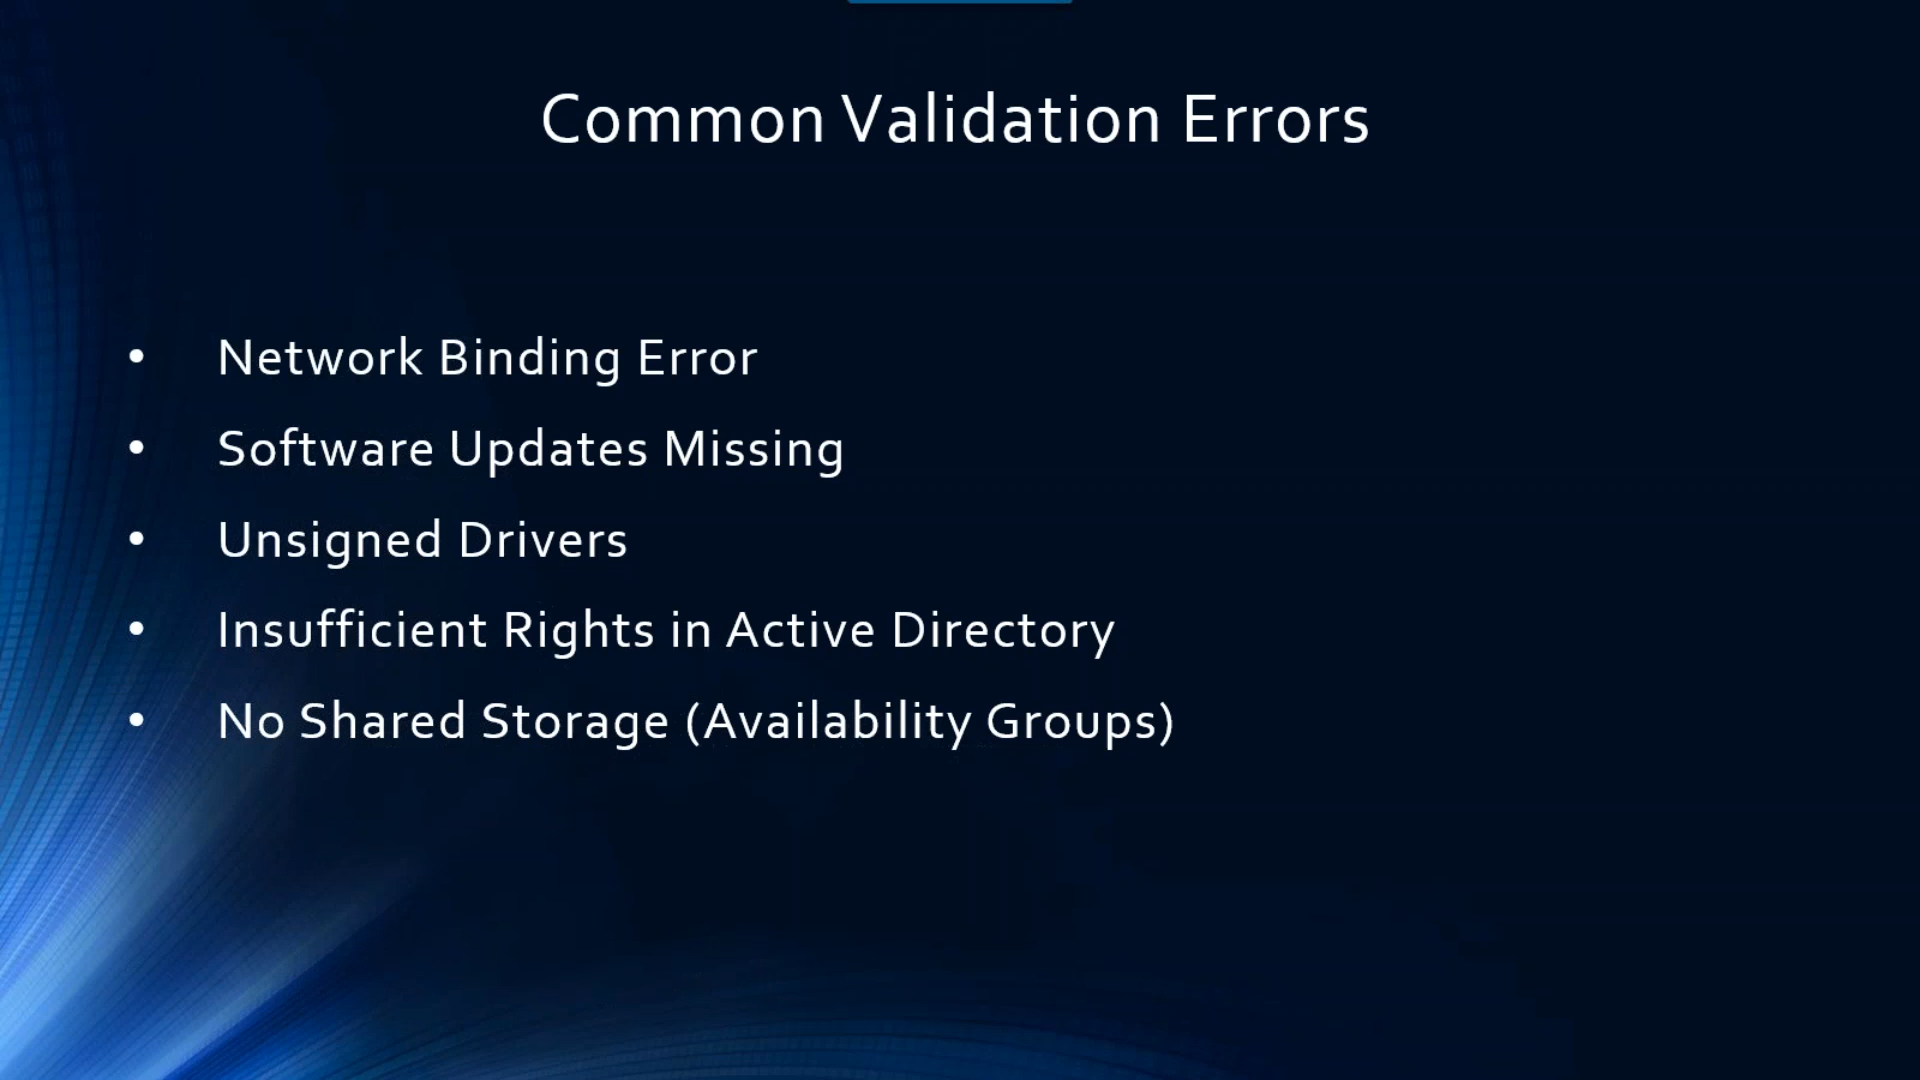 Common Validation Errors
• Network Binding Error
• Software Updates Missing
• Unsigned Drivers
• Insufficient Rights in Active Directory
• No Shared Storage (Availability Groups)